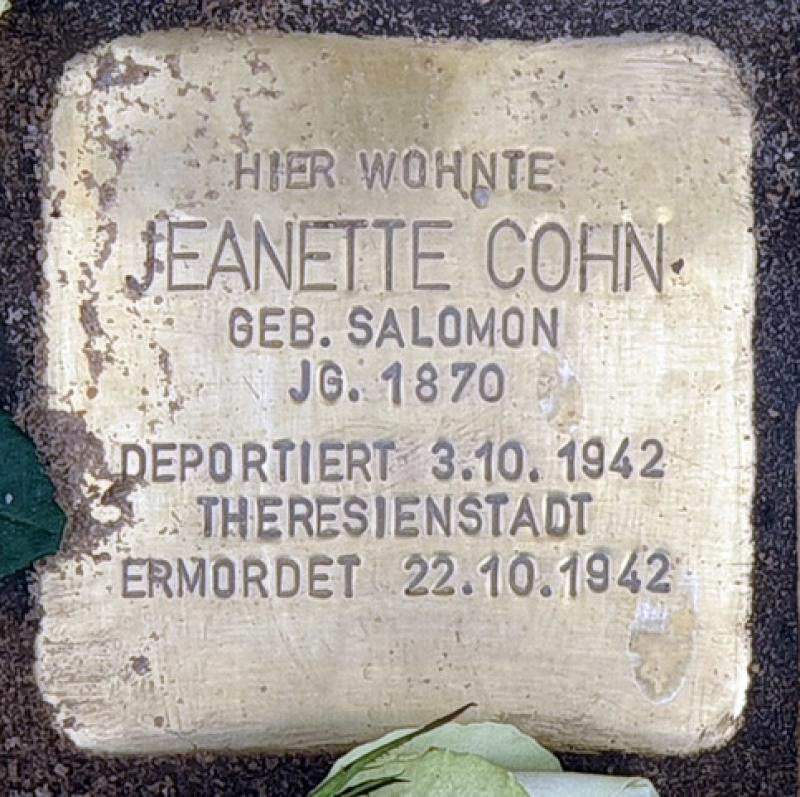 HIER WOHNTE
JEANETTE COHN
GEB. SALOMON
JG. 1870
DEPORTIERT 3.10.1942
THERESIENSTADT
ERMORDET 22.10.1942